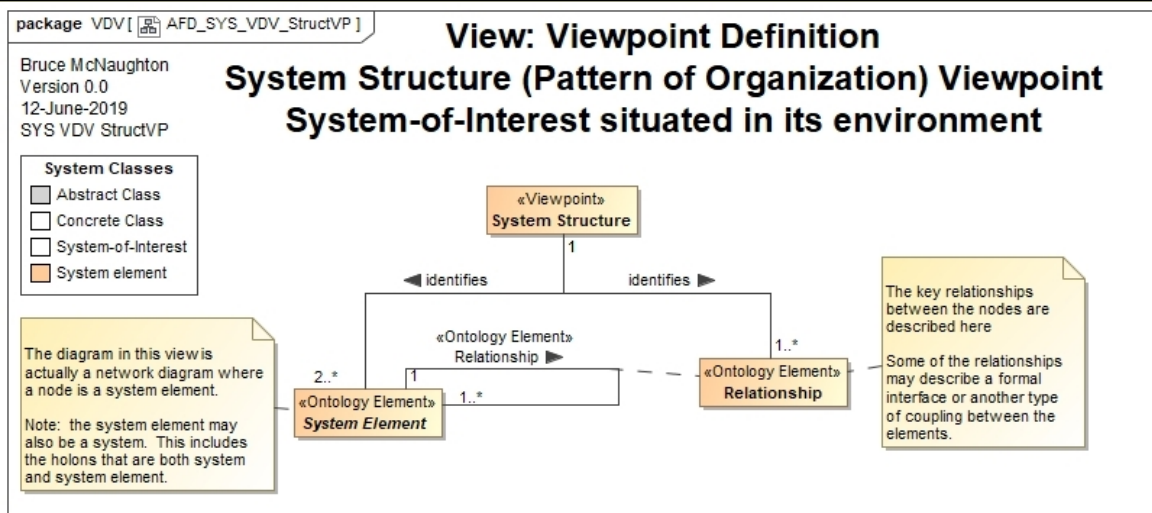 package VDV [ AFD_SYS_VDV_StructVP ]
View: Viewpoint Definition
System Structure (Pattern of Organization) Viewpoint
System-of-Interest situated in its environment
Bruce McNaughton
Version 0.0
12-June-2019
SYS VDV StructVP
System Classes
Abstract Class
Concrete Class
System-of-Interest
System element
«Viewpoint»
System Structure
1
identifies
identifies
«Ontology Element»
Relationship
2..*
1
1..*
1..*
«Ontology Element»
System Element
«Ontology Element»
Relationship
The diagram in this view is
actually a network diagram where
a node is a system element.
Note: the system element may
also be a system. This includes
the holons that are both system
and system element.
The key relationships
between the nodes are
described here
Some of the relationships
may describe a formal
interface or another type
of coupling between the
elements.